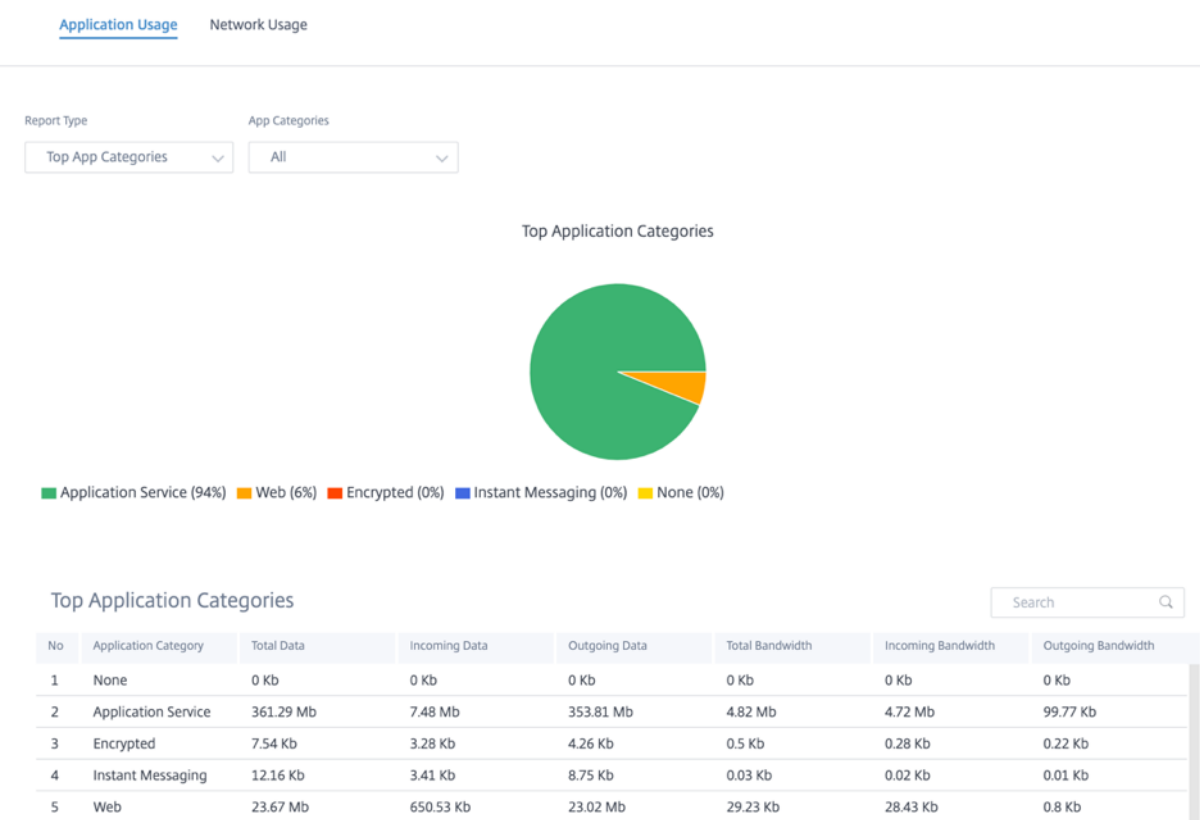 Application Usage Network Usage
Report Type App Categories
Top App Categories All
Top Application Categories
Application Service (94%) Web (6%) Encrypted (0%) Instant Messaging (0%) None (0%)
Top Application Categories Search
No Application Category Total Data Incoming Data Outgoing Data Total Bandwidth Incoming Bandwidth Outgoing Bandwidth
1 None 0 Kb 0 Kb 0 Kb 0 Kb 0 Kb 0 Kb
2 Application Service 361.29 Mb 7.48 Mb 353.81 Mb 4.82 Mb 4.72 Mb 99.77 Kb
3 Encrypted 7.54 Kb 3.28 Kb 4.26 Kb 0.5 Kb 0.28 Kb 0.22 Kb
4 Instant Messaging 12.16 Kb 3.41 Kb 8.75 Kb 0.03 Kb 0.02 Kb 0.01 Kb
5 Web 23.67 Mb 650.53 Kb 23.02 Mb 29.23 Kb 28.43 Kb 0.8 Kb